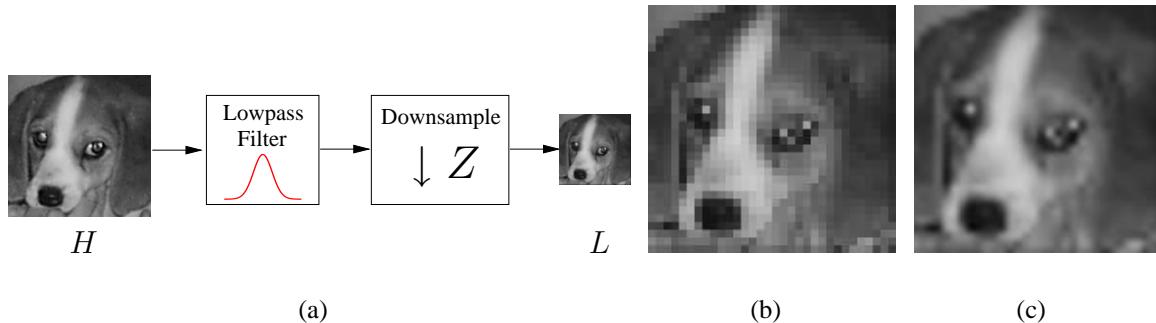 Lowpass
Filter
Downsample
↓ Z
H
L
(a)
(b)
(c)